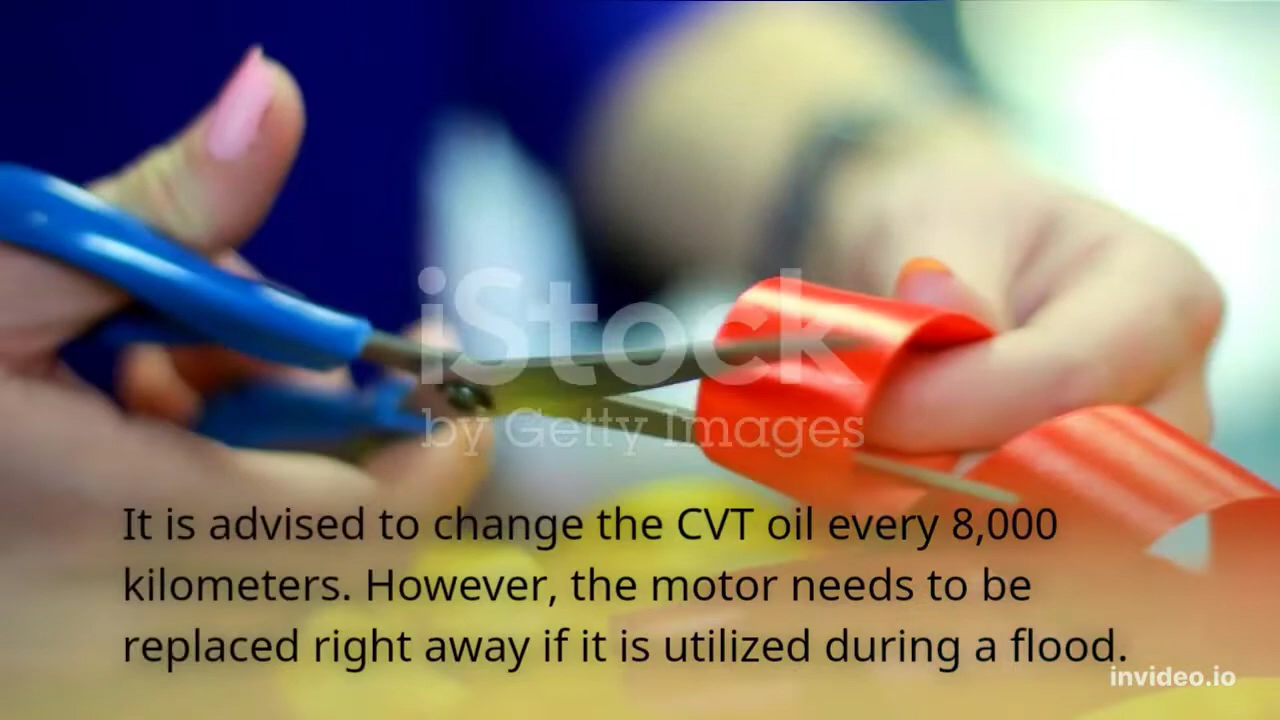 iStock
by Getty Images
It is advised to change the CVT oil every 8,000
kilometers. However, the motor needs to be
replaced right away if it is utilized during a flood.
invideo.io